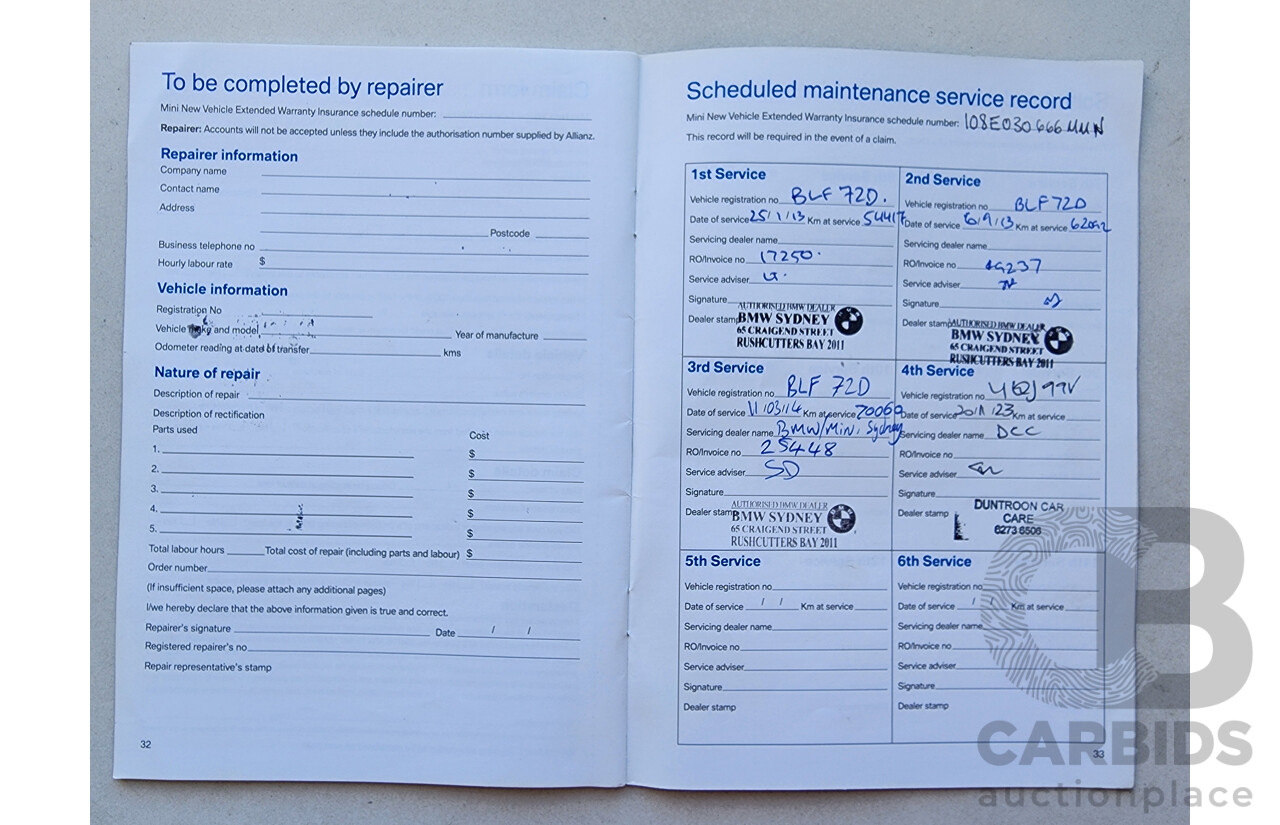 To be completed by repairer
Mini New Vehicle Extended Warranty Insurance schedule number:
Repairer: Accounts will not be accepted unless they include the authorisation number supplied by Allianz.
Repairer information
Company name
Contact name
Address
Postcode
Business telephone no
Hourly labour rate $
Vehicle information
Registration No
Vehicle make and model Year of manufacture
Odometer reading at date of transfer kms
Nature of repair
Description of repair
Description of rectification
Parts used Cost
1. $
2. $
3. $
4. $
5. $
Total labour hours Total cost of repair (including parts and labour) $
Order number
(If insufficient space, please attach any additional pages)
I/we hereby declare that the above information given is true and correct.
Repairer's signature Date / /
Registered repairer's no
Repair representative's stamp
32
Scheduled maintenance service record
Mini New Vehicle Extended Warranty Insurance schedule number: 108E030666MUN
This record will be required in the event of a claim.
1st Service
Vehicle registration no BLF 72D.
Date of service 25/1/13 Km at service 54417
Servicing dealer name
RO/Invoice no 17250
Service adviser
Signature
Dealer stamp AUTHORISED BMW DEALER
BMW SYDNEY
65 CRAIGEND STREET
RUSHCUTTERS BAY 2011
2nd Service
Vehicle registration no BLF 72D
Date of service /9/13 Km at service 62092
Servicing dealer name
RO/Invoice no
Service adviser
Signature
Dealer stamp AUTHORISED BMW DEALER
BMW SYDNEY
65 CRAIGEND STREET
RUSHCUTTERS BAY 2011
3rd Service
Vehicle registration no BLF 72D
Date of service 11/03/14 Km at service 70069
Servicing dealer name BMW/Mini Sydney
RO/Invoice no 25448
Service adviser SD
Signature
Dealer stamp AUTHORISED BMW DEALER
BMW SYDNEY
65 CRAIGEND STREET
RUSHCUTTERS BAY 2011
4th Service
Vehicle registration no
Date of service 20/1/23 Km at service
Servicing dealer name DCC
RO/Invoice no
Service adviser
Signature
Dealer stamp DUNTROON CAR
CARE
6273 6506
5th Service
Vehicle registration no
Date of service / / Km at service
Servicing dealer name
RO/Invoice no
Service adviser
Signature
Dealer stamp
6th Service
Vehicle registration no
Date of service / / Km at service
Servicing dealer name
RO/Invoice no
Service adviser
Signature
Dealer stamp
33
CB
CARBIDS
auctionplace